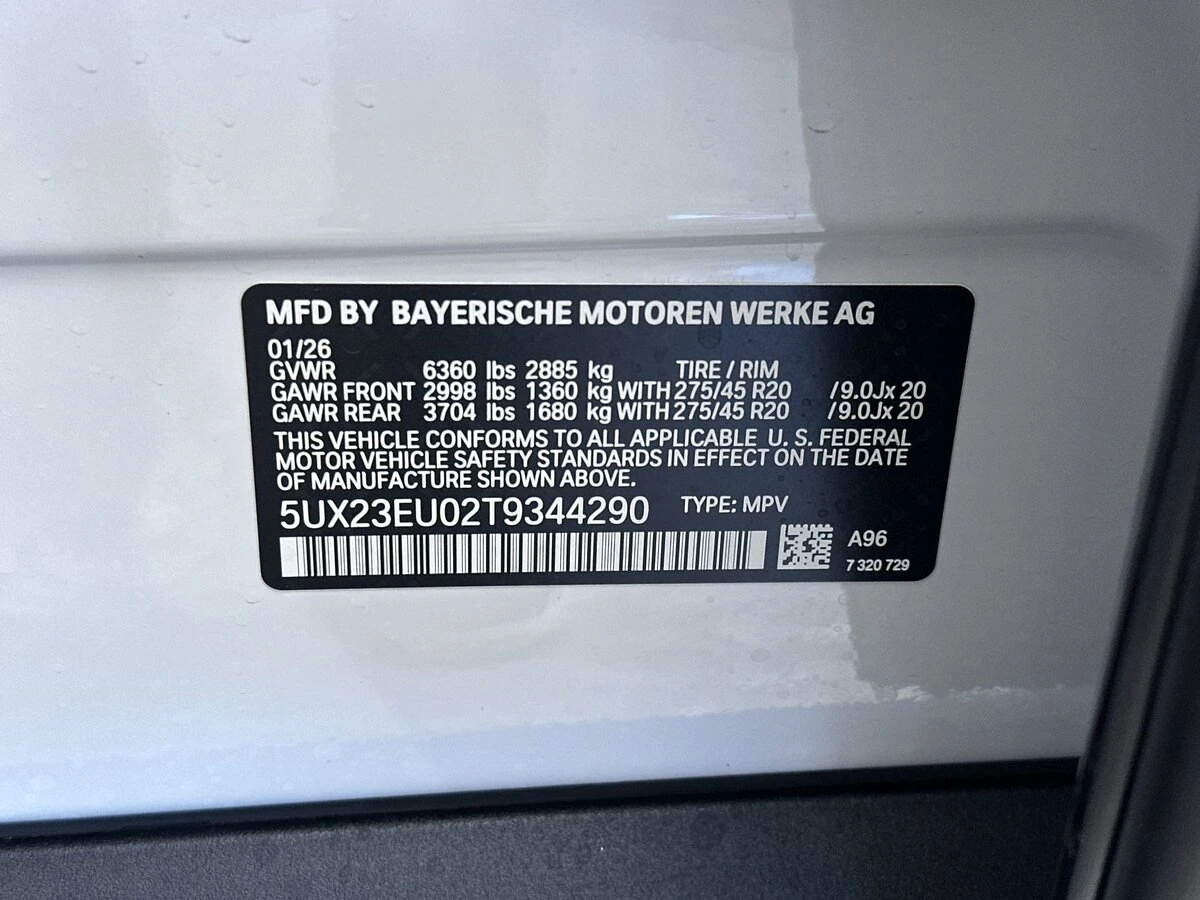 MFD BY BAYERISCHE MOTOREN WERKE AG
01/26
GVWR 6360 lbs 2885 kg TIRE / RIM
GAWR FRONT 2998 lbs 1360 kg WITH 275/45 R20 /9.0Jx 20
GAWR REAR 3704 lbs 1680 kg WITH 275/45 R20 /9.0Jx 20
THIS VEHICLE CONFORMS TO ALL APPLICABLE U. S. FEDERAL
MOTOR VEHICLE SAFETY STANDARDS IN EFFECT ON THE DATE
OF MANUFACTURE SHOWN ABOVE.
5UX23EU02T9344290 TYPE: MPV
A96
7 320 729